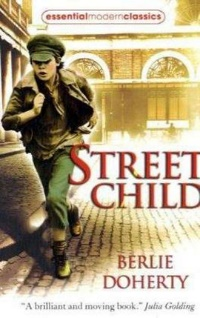 essentialmodernclassics
STREET
CHILD
BERLIE
DOHERTY
"A brilliant and moving book." Julia Golding